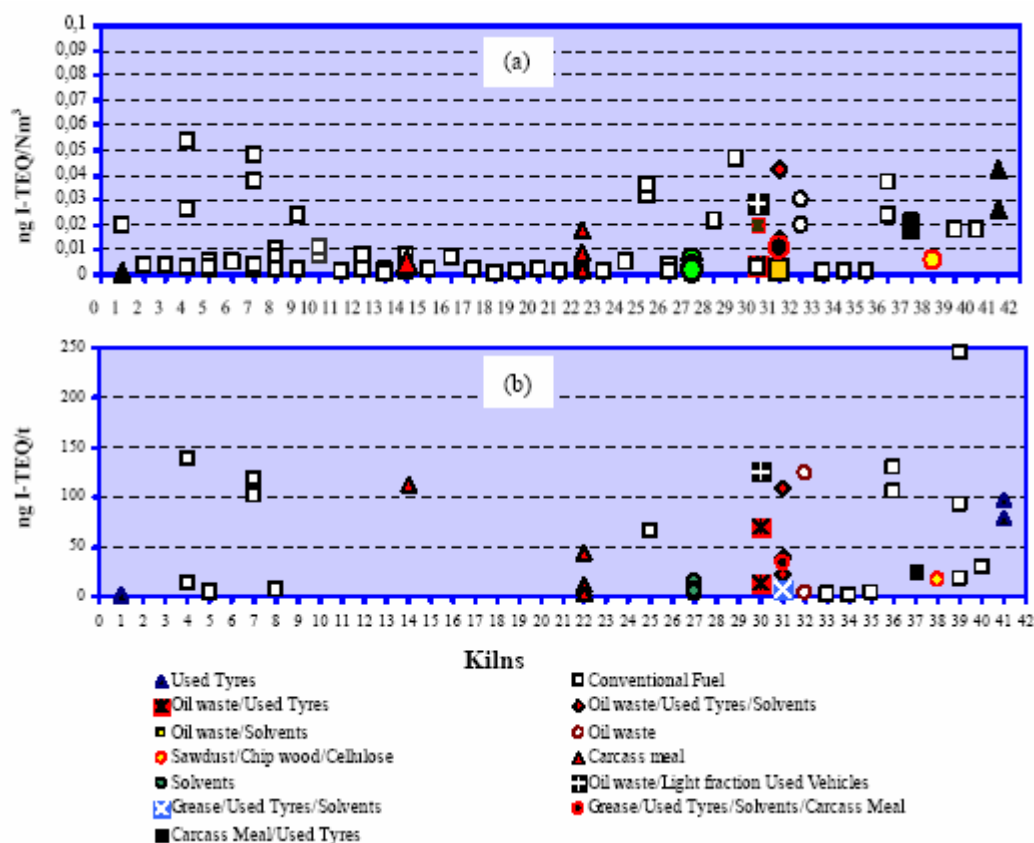 0,1
0,09
0,08
0,07
0,06
0,05
0,04
0,03
0,02
0,01
0
(a)
ng I-TEQ/Nm³
0 1 2 3 4 5 6 7 8 9 10 11 12 13 14 15 16 17 18 19 20 21 22 23 24 25 26 27 28 29 30 31 32 33 34 35 36 37 38 39 40 41 42
250
200
150
100
50
0
(b)
ng I-TEQ/t
0 1 2 3 4 5 6 7 8 9 10 11 12 13 14 15 16 17 18 19 20 21 22 23 24 25 26 27 28 29 30 31 32 33 34 35 36 37 38 39 40 41 42
Kilns
Used Tyres
Conventional Fuel
Oil waste/Used Tyres
Oil waste/Used Tyres/Solvents
Oil waste/Solvents
Oil waste
Sawdust/Chip wood/Cellulose
Carcass meal
Solvents
Oil waste/Light fraction Used Vehicles
Grease/Used Tyres/Solvents
Grease/Used Tyres/Solvents/Carcass Meal
Carcass Meal/Used Tyres